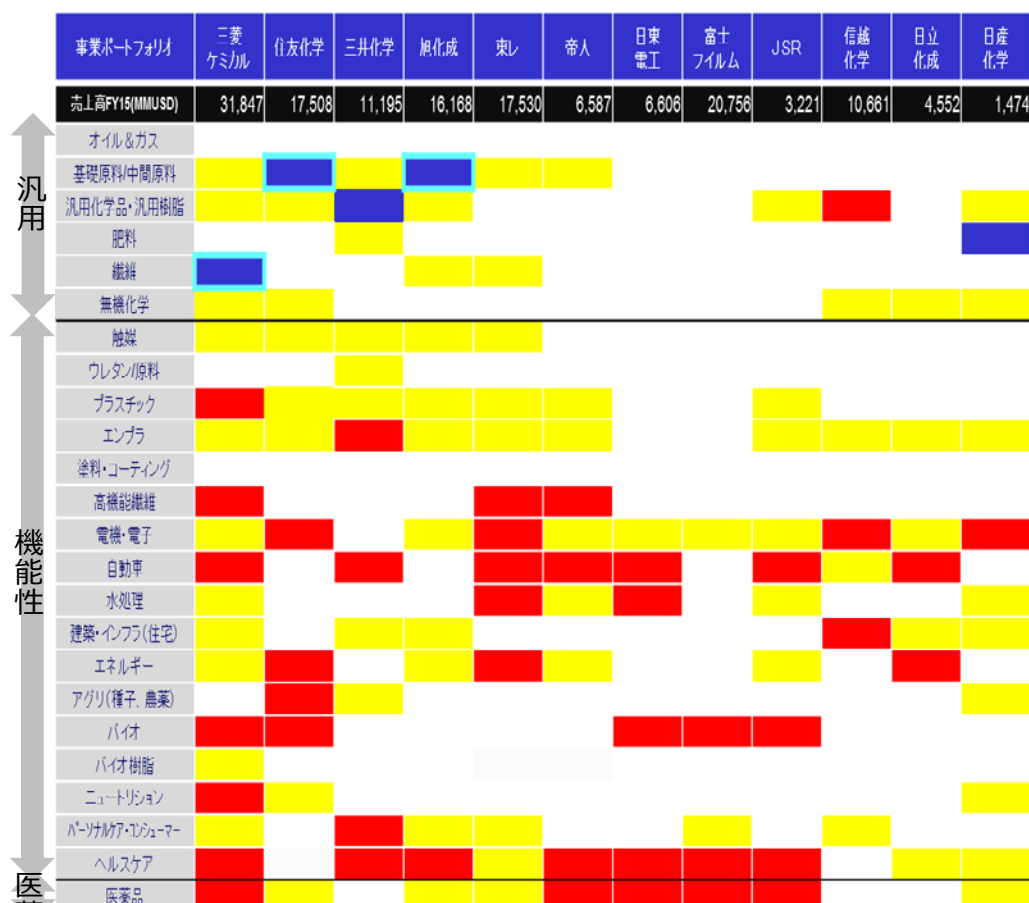 事業ポートフォリオ 三菱ケミカル 住友化学 三井化学 旭化成 東レ 帝人 日東電工 富士フイルム JSR 信越化学 日立化成 日産化学
売上高FY15(MMUSD) 31,847 17,508 11,195 16,168 17,530 6,587 6,606 20,756 3,221 10,661 4,552 1,474
汎用
オイル&ガス
基礎原料/中間原料
汎用化学品・汎用樹脂
肥料
繊維
無機化学
機能性
触媒
ウレタン/原料
プラスチック
エンプラ
塗料・コーティング
高機能繊維
電機・電子
自動車
水処理
建築・インフラ(住宅)
エネルギー
アグリ(種子、農薬)
バイオ
バイオ樹脂
ニュートリション
パーソナルケア・コンシューマー
ヘルスケア
医
医薬品